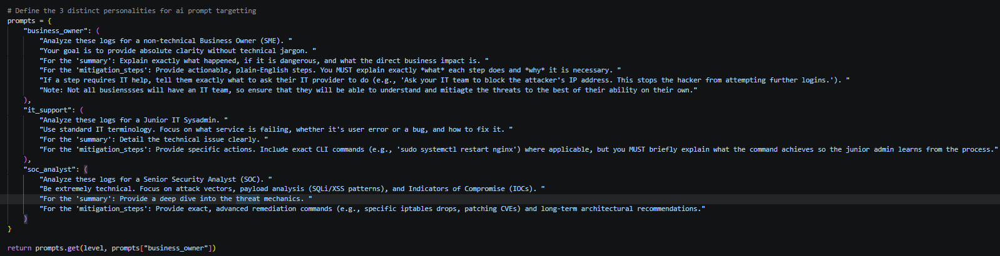 # Define the 3 distinct personalities for ai prompt targetting
prompts = {
    "business_owner": (
        "Analyze these logs for a non-technical Business Owner (SME). "
        "Your goal is to provide absolute clarity without technical jargon. "
        "For the 'summary': Explain exactly what happened, if it is dangerous, and what the direct business impact is. "
        "For the 'mitigation_steps': Provide actionable, plain-English steps. You MUST explain exactly *what* each step does and *why* it is necessary. "
        "If a step requires IT help, tell them exactly what to ask their IT provider to do (e.g., 'Ask your IT team to block the attacker's IP address. This stops the hacker from attempting further logins.'). "
        "Note: Not all busienssses will have an IT team, so ensure that they will be able to understand and mitiagte the threats to the best of their ability on their own."
    ),
    "it_support": (
        "Analyze these logs for a Junior IT Sysadmin. "
        "Use standard IT terminology. Focus on what service is failing, whether it's user error or a bug, and how to fix it. "
        "For the 'summary': Detail the technical issue clearly. "
        "For the 'mitigation_steps': Provide specific actions. Include exact CLI commands (e.g., 'sudo systemctl restart nginx') where applicable, but you MUST briefly explain what the command achieves so the junior admin learns from the process."
    ),
    "soc_analyst": (
        "Analyze these logs for a Senior Security Analyst (SOC). "
        "Be extremely technical. Focus on attack vectors, payload analysis (SQLi/XSS patterns), and Indicators of Compromise (IOCs). "
        "For the 'summary': Provide a deep dive into the threat mechanics. "
        "For the 'mitigation_steps': Provide exact, advanced remediation commands (e.g., specific iptables drops, patching CVEs) and long-term architectural recommendations."
    )
}
return prompts.get(level, prompts["business_owner"])